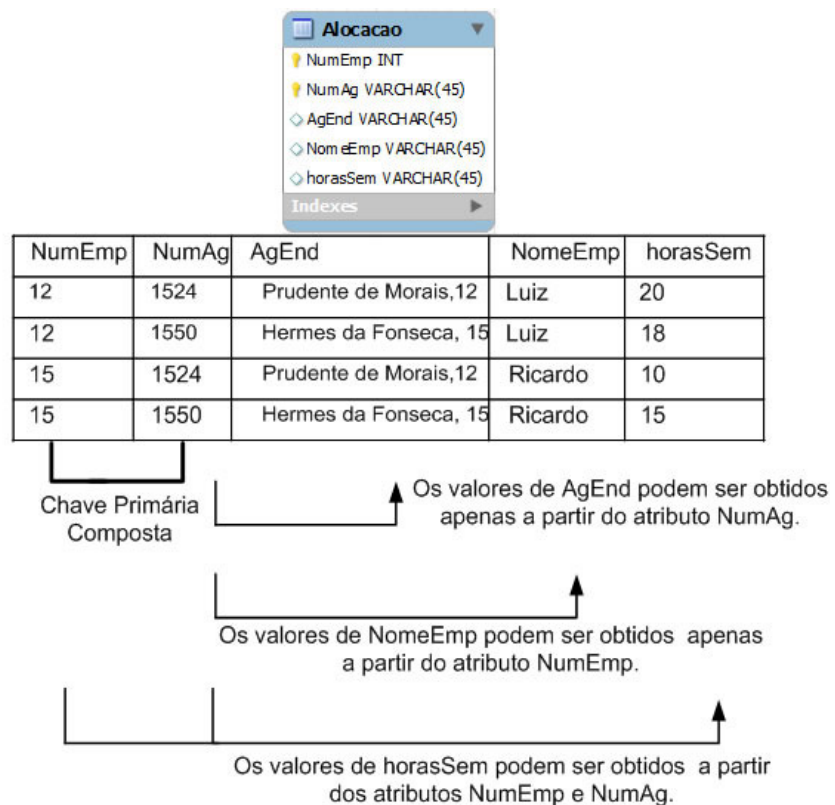 Alocacao
NumEmp INT
NumAg VARCHAR(45)
AgEnd VARCHAR(45)
NomeEmp VARCHAR(45)
horasSem VARCHAR(45)
Indexes
NumEmp NumAg AgEnd NomeEmp horasSem
12 1524 Prudente de Morais,12 Luiz 20
12 1550 Hermes da Fonseca, 15 Luiz 18
15 1524 Prudente de Morais,12 Ricardo 10
15 1550 Hermes da Fonseca, 15 Ricardo 15
Chave Primária
Composta
Os valores de AgEnd podem ser obtidos
apenas a partir do atributo NumAg.
Os valores de NomeEmp podem ser obtidos apenas
a partir do atributo NumEmp.
Os valores de horasSem podem ser obtidos a partir
dos atributos NumEmp e NumAg.